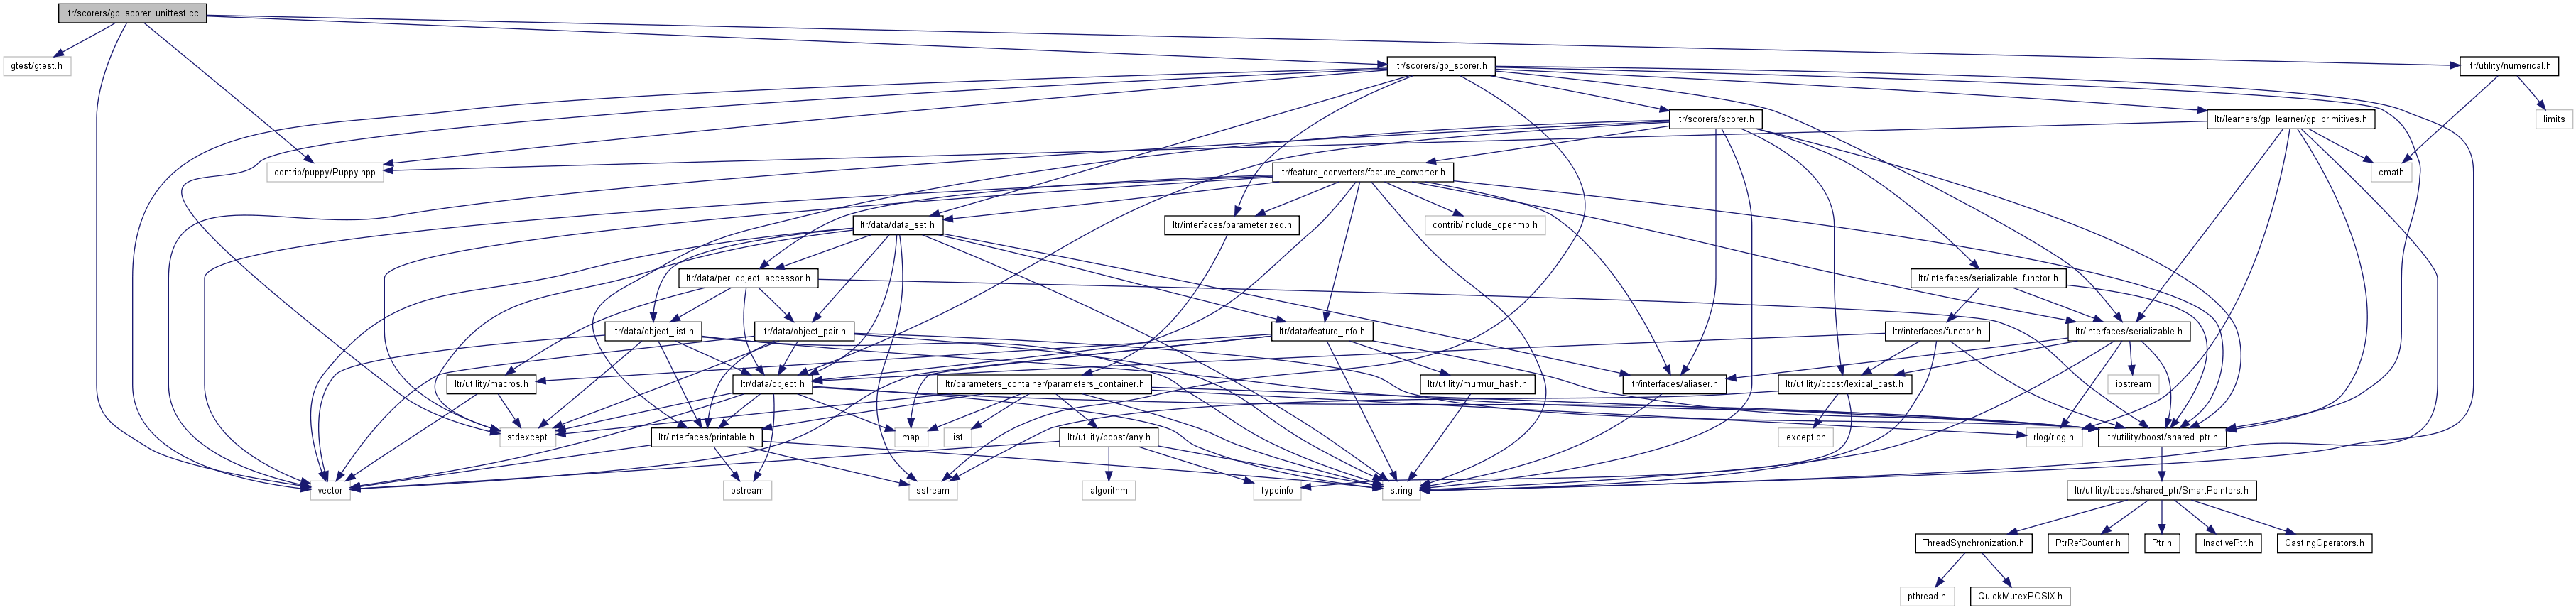 ltr/scorers/gp_scorer_unittest.cc
gtest/gtest.h
ltr/scorers/gp_scorer.h
ltr/utility/numerical.h
ltr/scorers/scorer.h
ltr/learners/gp_learner/gp_primitives.h
limits
contrib/puppy/Puppy.hpp
ltr/feature_converters/feature_converter.h
cmath
ltr/data/data_set.h
ltr/interfaces/parameterized.h
contrib/include_openmp.h
ltr/data/per_object_accessor.h
ltr/interfaces/serializable_functor.h
ltr/data/object_list.h
ltr/data/object_pair.h
ltr/data/feature_info.h
ltr/interfaces/functor.h
ltr/interfaces/serializable.h
ltr/utility/macros.h
ltr/data/object.h
ltr/parameters_container/parameters_container.h
ltr/utility/murmur_hash.h
ltr/interfaces/aliaser.h
ltr/utility/boost/lexical_cast.h
iostream
stdexcept
ltr/interfaces/printable.h
map
list
ltr/utility/boost/any.h
exception
rlog/rlog.h
ltr/utility/boost/shared_ptr.h
vector
ostream
sstream
algorithm
typeinfo
string
ltr/utility/boost/shared_ptr/SmartPointers.h
ThreadSynchronization.h
PtrRefCounter.h
Ptr.h
InactivePtr.h
CastingOperators.h
pthread.h
QuickMutexPOSIX.h